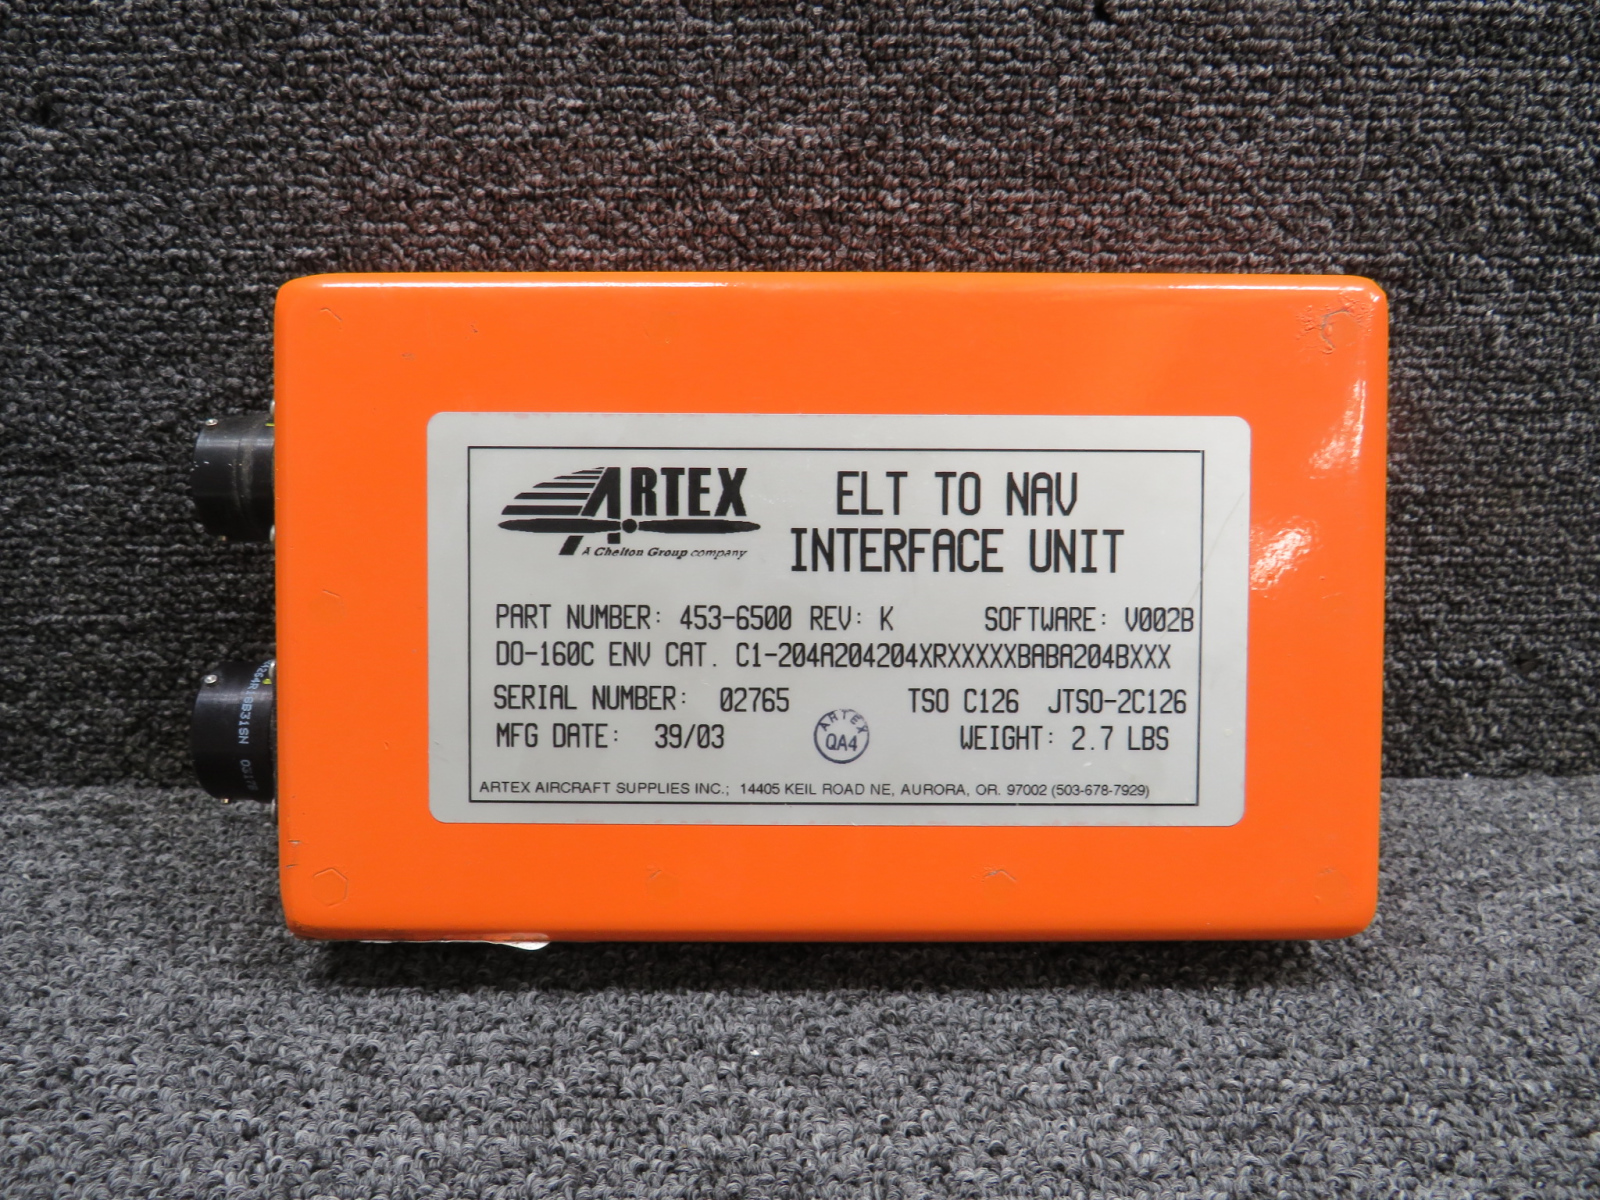 ARTEX
A Chelton Group company
ELT TO NAV
INTERFACE UNIT
PART NUMBER: 453-6500 REV: K SOFTWARE: V002B
DO-160C ENV CAT. C1-204A204204XRXXXXXBABA204BXXX
SERIAL NUMBER: 02765 TSO C126 JTSO-2C126
MFG DATE: 39/03 WEIGHT: 2.7 LBS
ARTEX
QA4
ARTEX AIRCRAFT SUPPLIES INC.; 14405 KEIL ROAD NE, AURORA, OR. 97002 (503-678-7929)